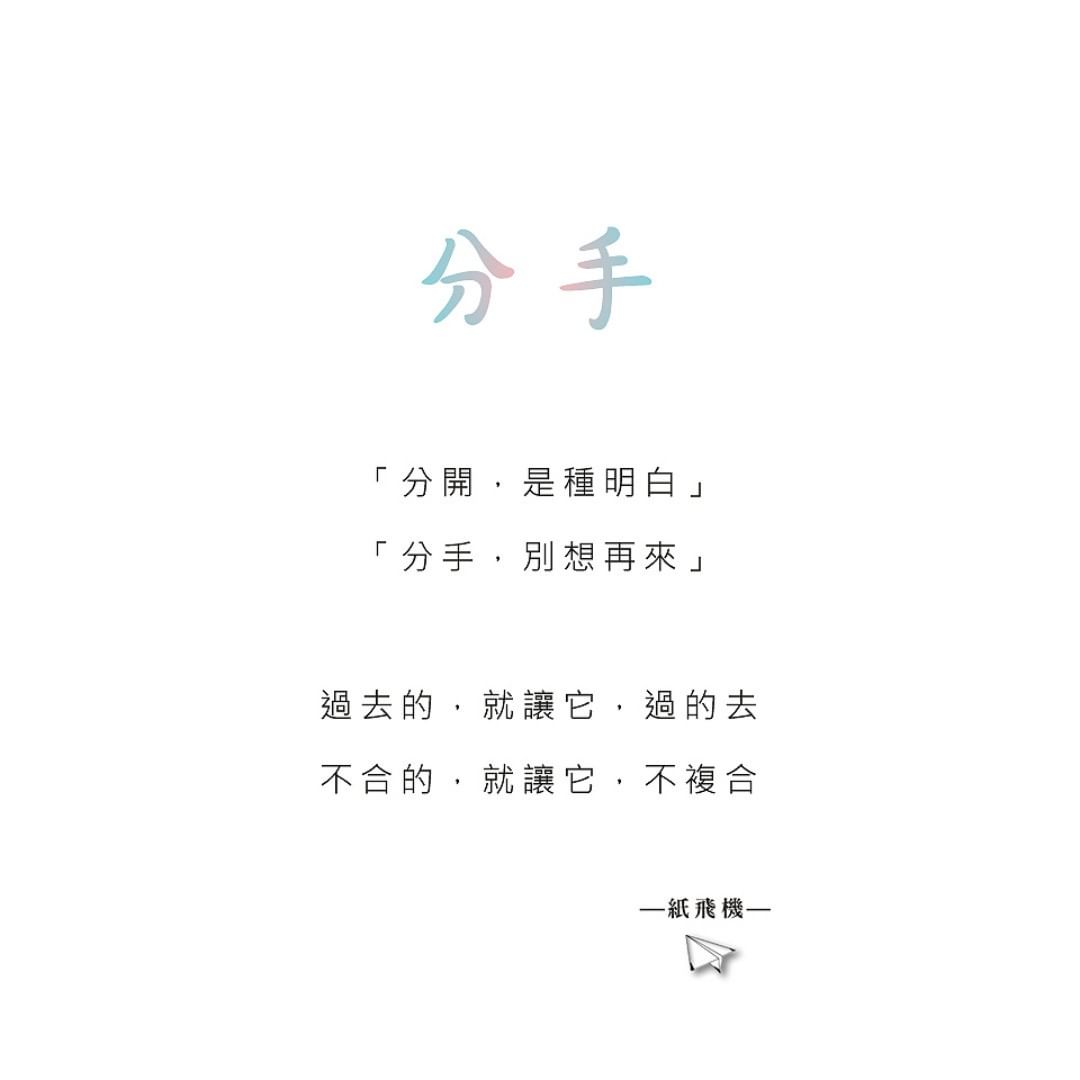 分手
「分開，是種明白」
「分手，別想再來」
過去的，就讓它，過的去
不合的，就讓它，不複合
—紙飛機—